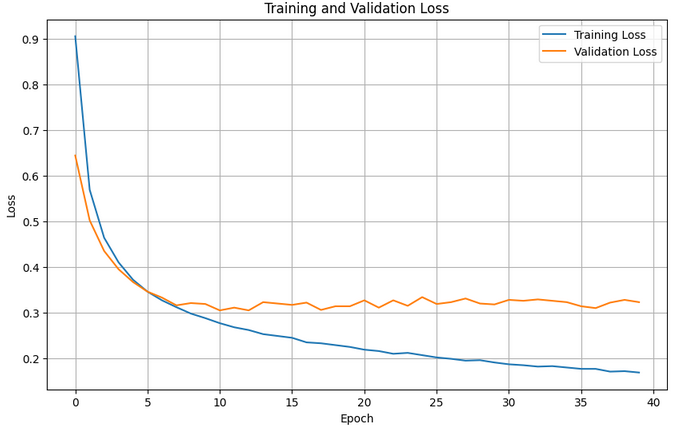 Training and Validation Loss
Training Loss
Validation Loss
0.9
0.8
0.7
0.6
0.5
0.4
0.3
0.2
Loss
0 5 10 15 20 25 30 35 40
Epoch